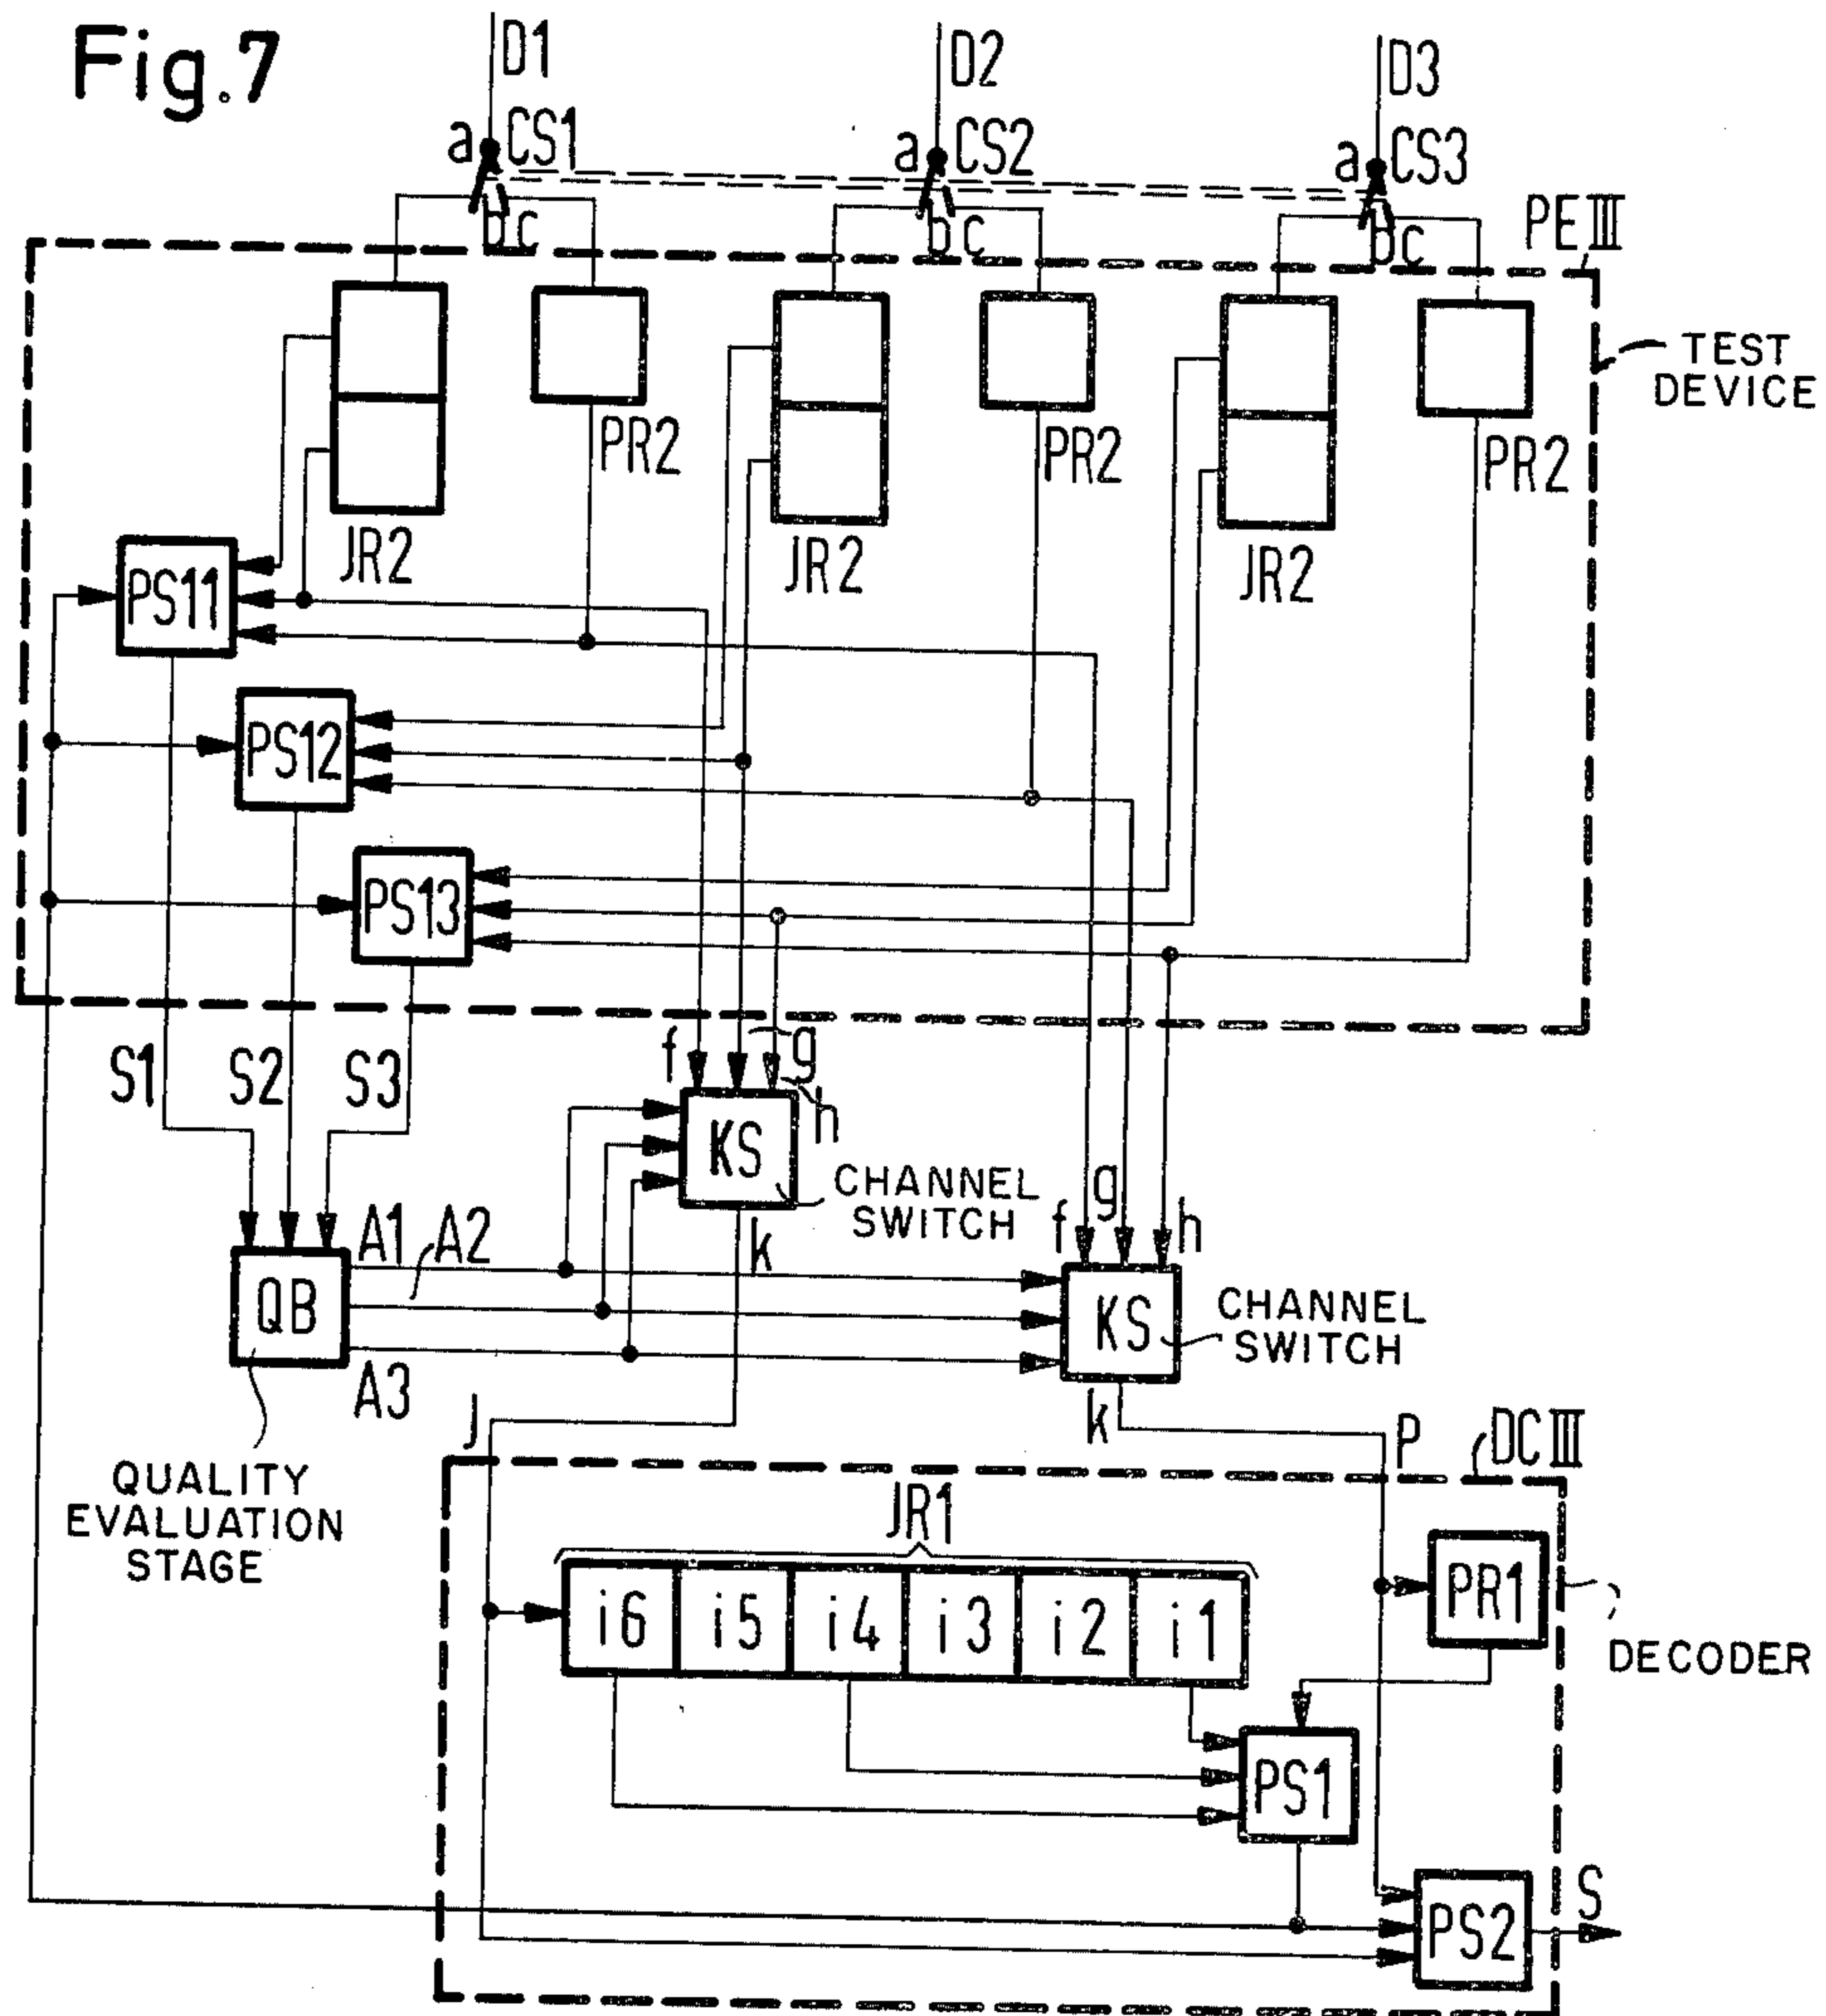 Fig.7
D1
D2
D3
a CS1
a CS2
a CS3
b c
b c
b c
PE III
TEST
DEVICE
PR2
PR2
PR2
JR2
JR2
JR2
PS11
PS12
PS13
S1
S2
S3
f
g
h
KS
CHANNEL
SWITCH
k
f
g
h
KS
CHANNEL
SWITCH
k
A1
A2
A3
QB
QUALITY
EVALUATION
STAGE
J
P
DC III
JR1
i6
i5
i4
i3
i2
i1
PR1
DECODER
PS1
PS2
S